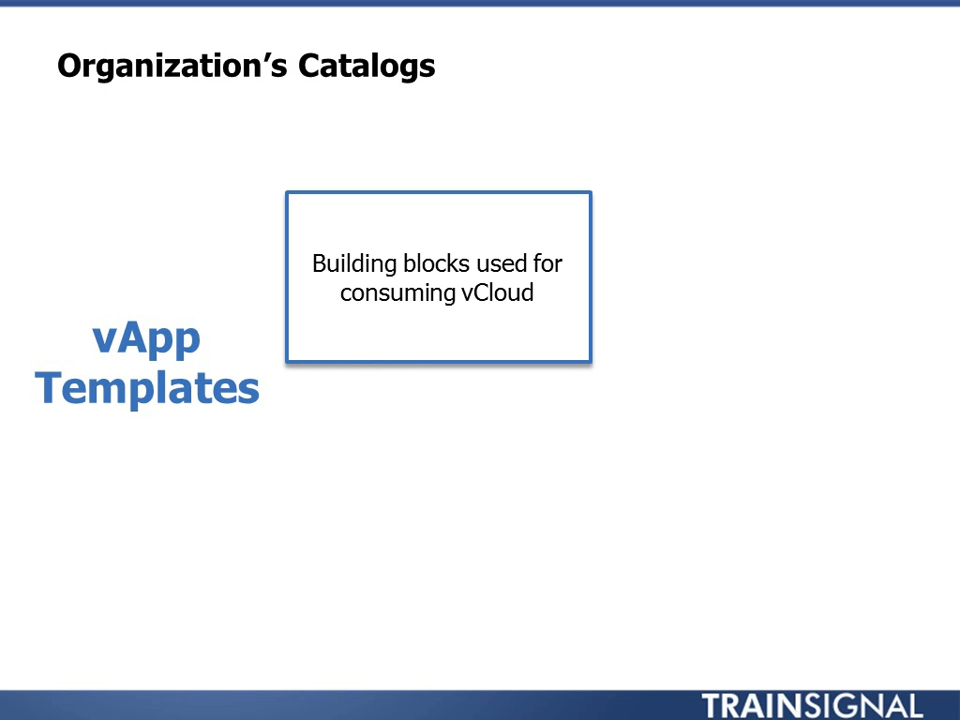 Organization’s Catalogs
Building blocks used for
consuming vCloud
vApp
Templates
TRAINSIGNAL